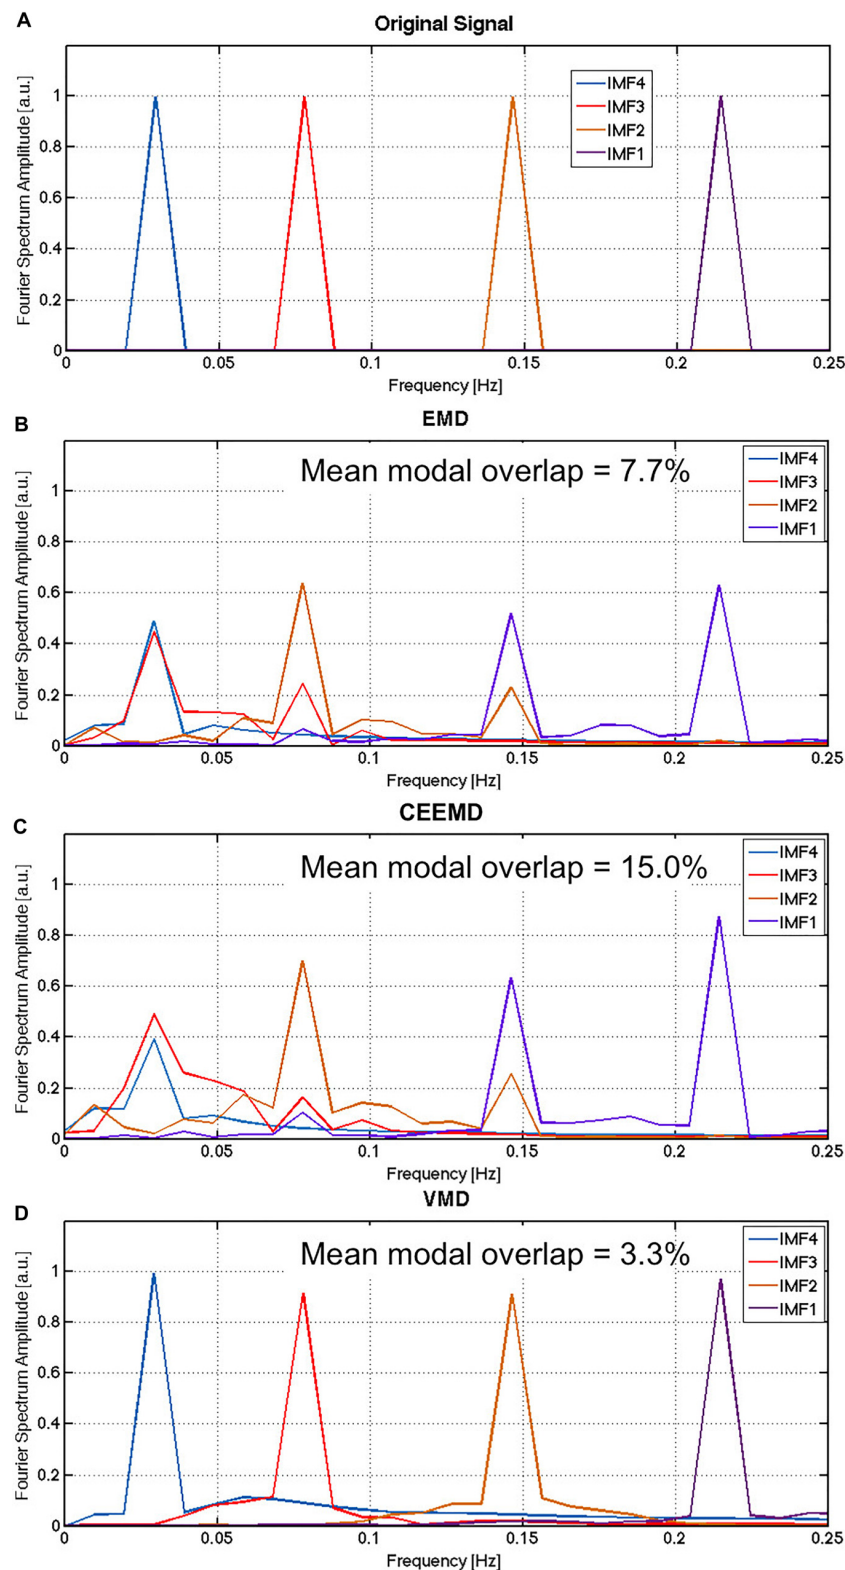 A
Original Signal
Fourier Spectrum Amplitude [a.u.]
1
0.8
0.6
0.4
0.2
0
IMF4
IMF3
IMF2
IMF1
0 0.05 0.1 0.15 0.2 0.25
Frequency [Hz]
B
EMD
Mean modal overlap = 7.7%
Fourier Spectrum Amplitude [a.u.]
1
0.8
0.6
0.4
0.2
0
IMF4
IMF3
IMF2
IMF1
0 0.05 0.1 0.15 0.2 0.25
Frequency [Hz]
C
CEEMD
Mean modal overlap = 15.0%
Fourier Spectrum Amplitude [a.u.]
1
0.8
0.6
0.4
0.2
0
IMF4
IMF3
IMF2
IMF1
0 0.05 0.1 0.15 0.2 0.25
Frequency [Hz]
D
VMD
Mean modal overlap = 3.3%
Fourier Spectrum Amplitude [a.u.]
1
0.8
0.6
0.4
0.2
0
IMF4
IMF3
IMF2
IMF1
0 0.05 0.1 0.15 0.2 0.25
Frequency [Hz]